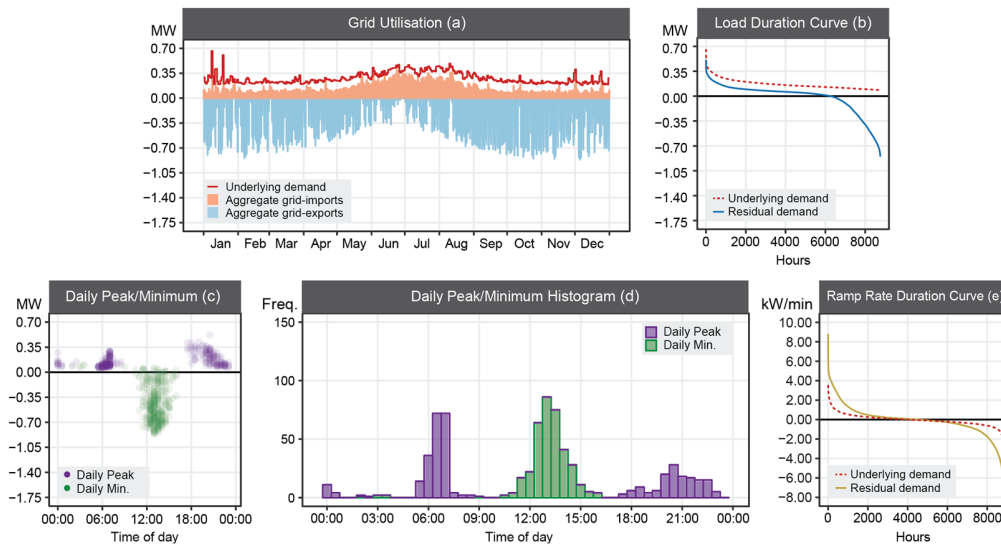 Grid Utilisation (a)
MW
0.70
0.35
0.00
−0.35
−0.70
−1.05
−1.40
−1.75
Underlying demand
Aggregate grid-imports
Aggregate grid-exports
Jan Feb Mar Apr May Jun Jul Aug Sep Oct Nov Dec
Load Duration Curve (b)
MW
0.70
0.35
0.00
−0.35
−0.70
−1.05
−1.40
−1.75
Underlying demand
Residual demand
0 2000 4000 6000 8000
Hours
Daily Peak/Minimum (c)
MW
0.70
0.35
0.00
−0.35
−0.70
−1.05
−1.40
−1.75
Daily Peak
Daily Min.
00:00 06:00 12:00 18:00 00:00
Time of day
Daily Peak/Minimum Histogram (d)
Freq.
150
100
50
0
Daily Peak
Daily Min.
00:00 03:00 06:00 09:00 12:00 15:00 18:00 21:00 00:00
Time of day
Ramp Rate Duration Curve (e)
kW/min
10.00
8.00
6.00
4.00
2.00
0.00
−2.00
−4.00
−6.00
−8.00
Underlying demand
Residual demand
0 2000 4000 6000 8000
Hours